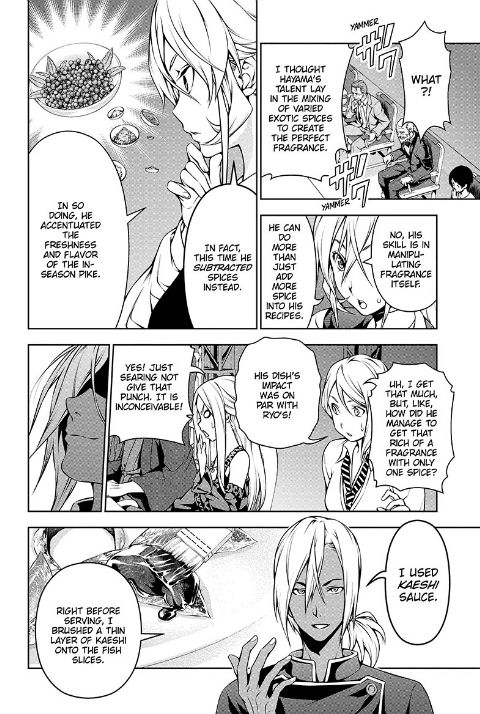 YAMMER
WHAT
?!
I THOUGHT
HAYAMA'S
TALENT LAY
IN THE MIXING
OF VARIED
EXOTIC SPICES
TO CREATE
THE PERFECT
FRAGRANCE.
YAMMER
NO, HIS
SKILL IS IN
MANIPU-
LATING
FRAGRANCE
ITSELF.
HE CAN
DO
MORE
THAN
JUST
ADD
MORE
SPICE
INTO HIS
RECIPES.
IN FACT,
THIS TIME HE
SUBTRACTED
SPICES
INSTEAD.
IN SO
DOING, HE
ACCENTUATED
THE
FRESHNESS
AND FLAVOR
OF THE IN-
SEASON PIKE.
UH, I GET
THAT MUCH,
BUT, LIKE,
HOW DID HE
MANAGE TO
GET THAT
RICH OF A
FRAGRANCE
WITH ONLY
ONE SPICE?
HIS DISH'S
IMPACT
WAS ON
PAR WITH
RYO'S!
YES! JUST
SEARING NOT
GIVE THAT
PUNCH. IT IS
INCONCEIVABLE!
I USED
KAESHI
SAUCE.
RIGHT BEFORE
SERVING, I
BRUSHED A THIN
LAYER OF KAESHI
ONTO THE FISH
SLICES.